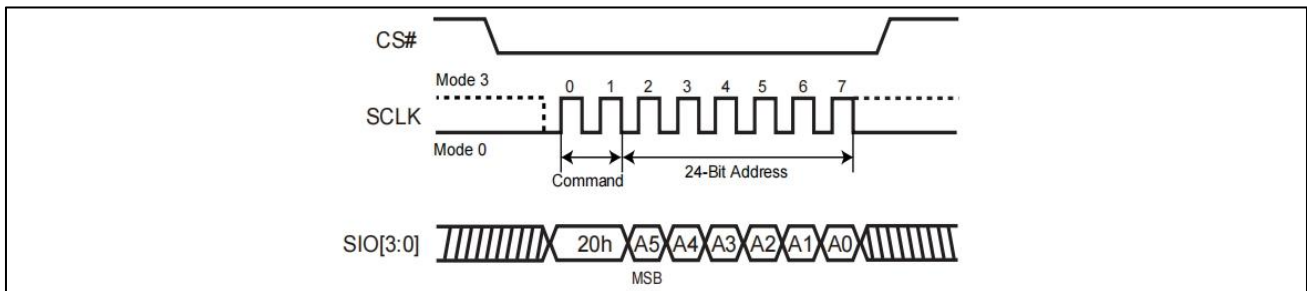 CS#
Mode 3
0 1 2 3 4 5 6 7
SCLK
Mode 0
Command
24-Bit Address
SIO[3:0]
20h A5 A4 A3 A2 A1 A0
MSB